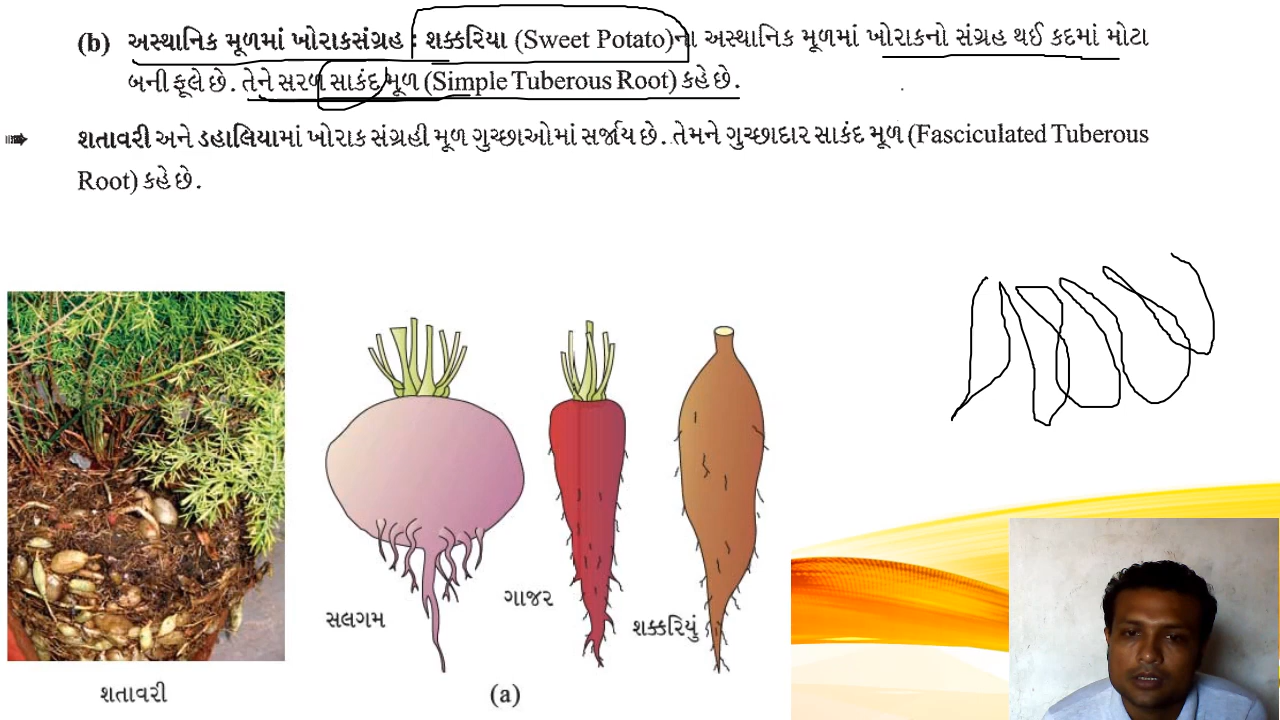 (b) અસ્થાનિક મૂળમાં ખોરાકસંગ્રહ : શક્કરિયા (Sweet Potato)ના અસ્થાનિક મૂળમાં ખોરાકનો સંગ્રહ થઈ કદમાં મોટા
બની ફૂલે છે. તેને સરળ સાકંદ મૂળ (Simple Tuberous Root) કહે છે.
શતાવરી અને ડહાલિયામાં ખોરાક સંગ્રહી મૂળ ગુચ્છાઓમાં સર્જાય છે. તેમને ગુચ્છાદાર સાકંદ મૂળ (Fasciculated Tuberous
Root) કહે છે.
સલગમ
ગાજર
શક્કરિયું
શતાવરી
(a)